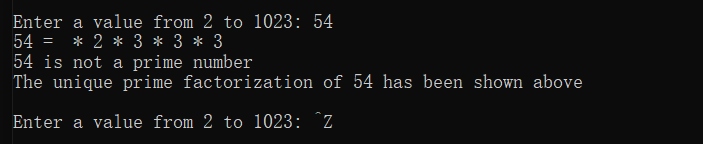 Enter a value from 2 to 1023: 54
54 =  * 2 * 3 * 3 * 3
54 is not a prime number
The unique prime factorization of 54 has been shown above
Enter a value from 2 to 1023: ^Z